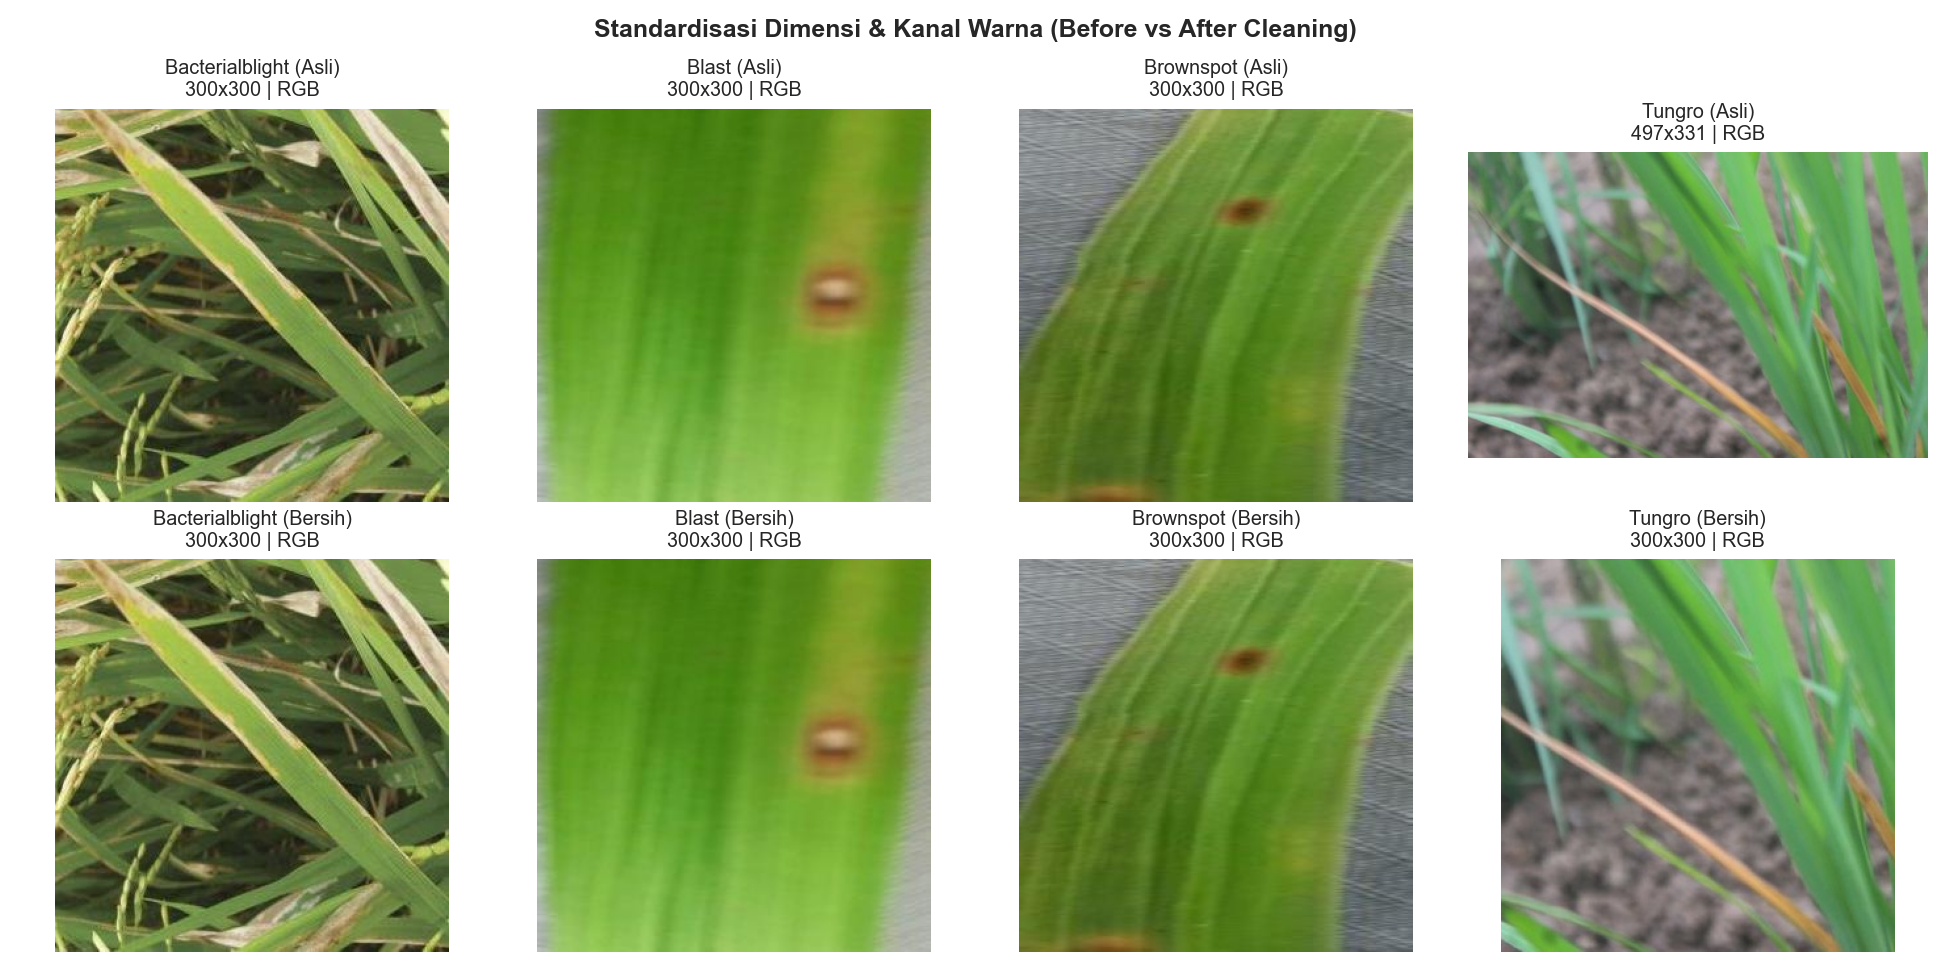 Standardisasi Dimensi & Kanal Warna (Before vs After Cleaning)
Bacterialblight (Asli)
300x300 | RGB
Blast (Asli)
300x300 | RGB
Brownspot (Asli)
300x300 | RGB
Tungro (Asli)
497x331 | RGB
Bacterialblight (Bersih)
300x300 | RGB
Blast (Bersih)
300x300 | RGB
Brownspot (Bersih)
300x300 | RGB
Tungro (Bersih)
300x300 | RGB